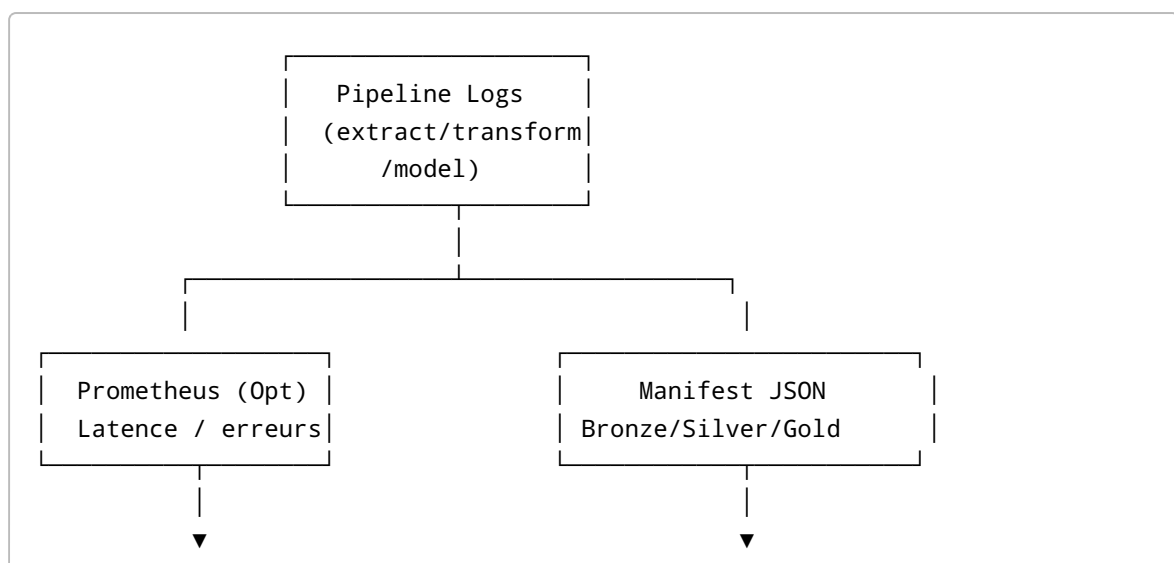 Pipeline Logs
(extract/transform
/model)
Prometheus (Opt)
Latence / erreurs
Manifest JSON
Bronze/Silver/Gold